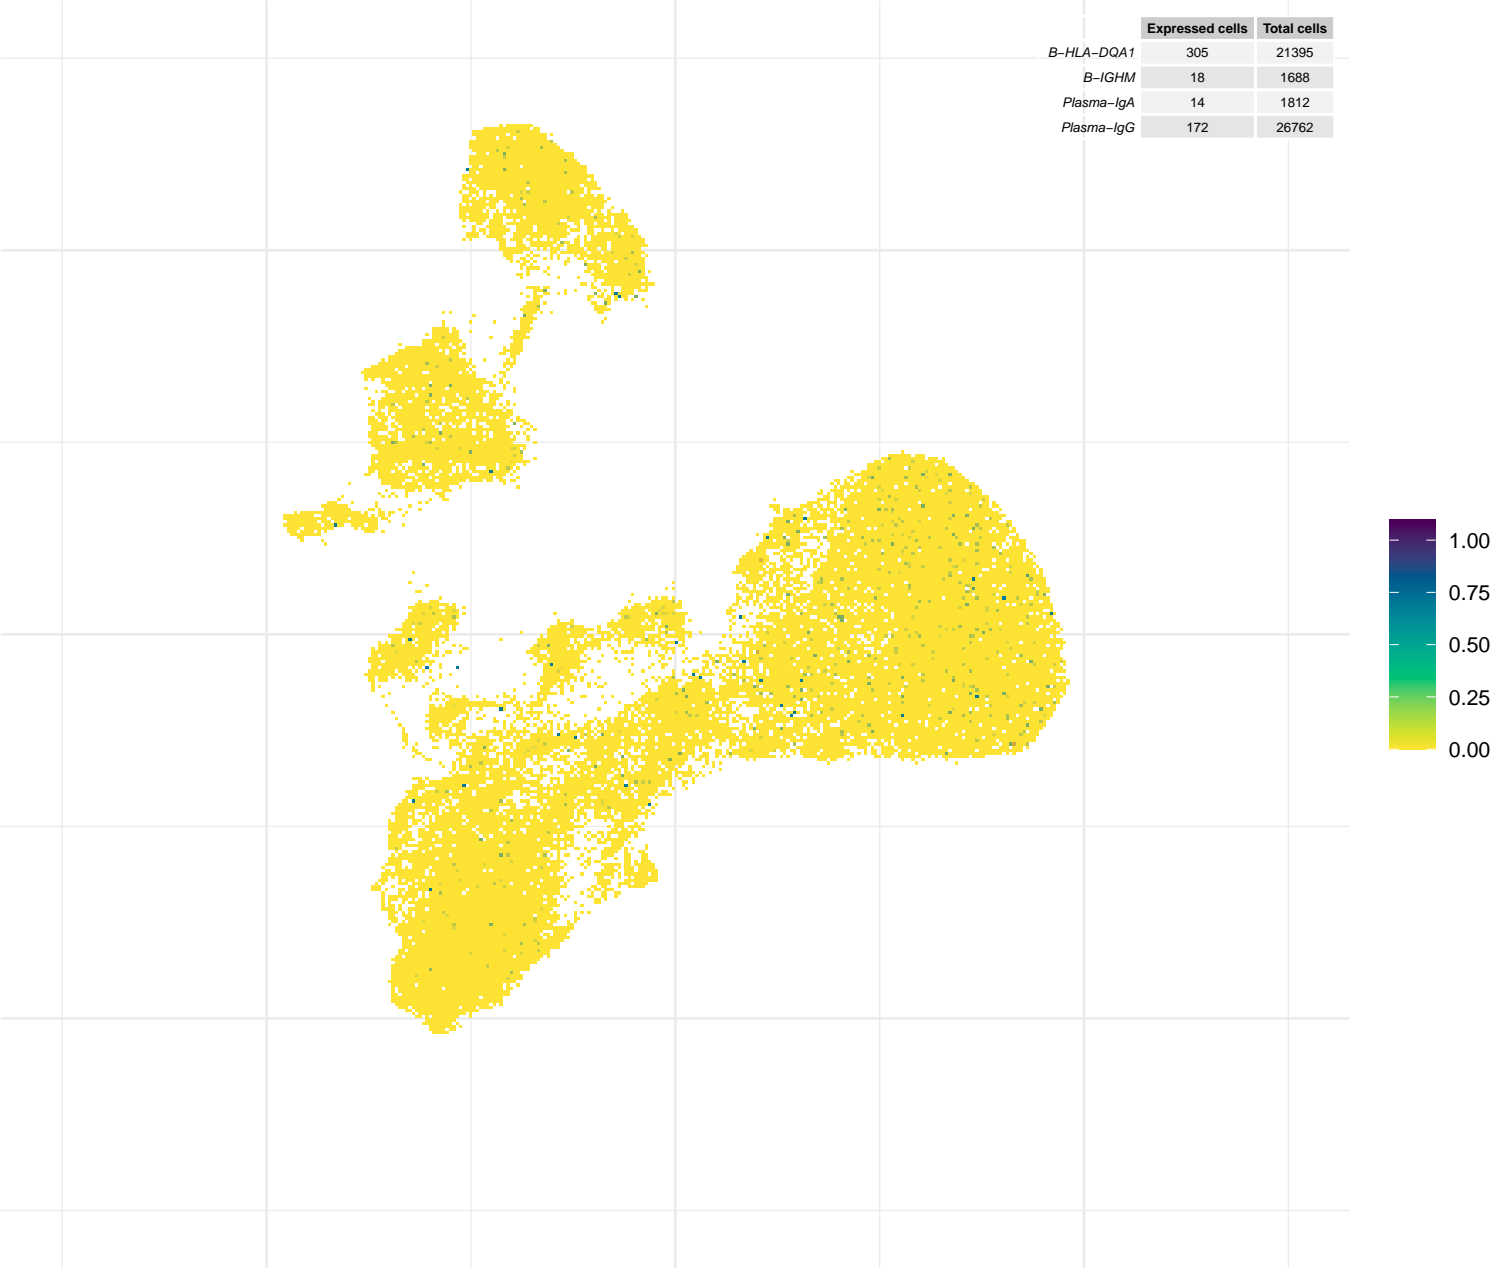 Expressed cells Total cells
B−HLA−DQA1 305 21395
B−IGHM 18 1688
Plasma−IgA 14 1812
Plasma−IgG 172 26762
1.00
0.75
0.50
0.25
0.00